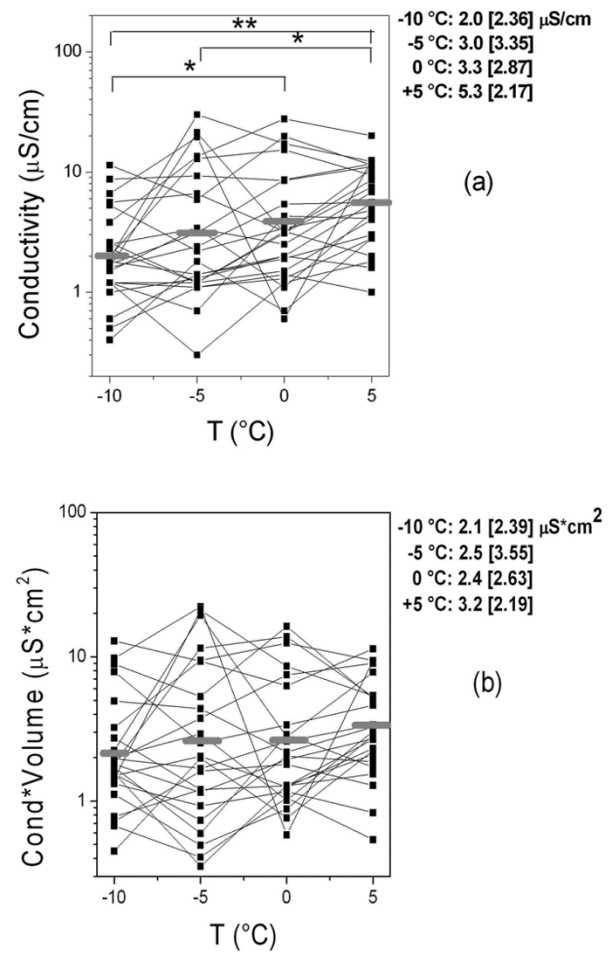 -10 °C: 2.0 [2.36] µS/cm
-5 °C: 3.0 [3.35]
0 °C: 3.3 [2.87]
+5 °C: 5.3 [2.17]
**
*
*
100
10
1
Conductivity (µS/cm)
(a)
-10
-5
0
5
T (°C)
-10 °C: 2.1 [2.39] µS*cm²
-5 °C: 2.5 [3.55]
0 °C: 2.4 [2.63]
+5 °C: 3.2 [2.19]
100
10
1
Cond*Volume (µS*cm²)
(b)
-10
-5
0
5
T (°C)